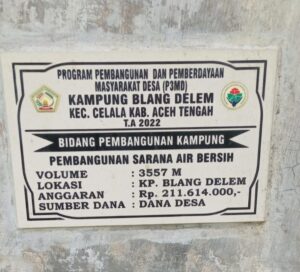 PROGRAM PEMBANGUNAN DAN PEMBERDAYAAN
MASYARAKAT DESA (P3MD)
KAMPUNG BLANG DELEM
KEC. CELALA KAB. ACEH TENGAH
T.A 2022
BIDANG PEMBANGUNAN KAMPUNG
PEMBANGUNAN SARANA AIR BERSIH
VOLUME : 3557 M
LOKASI : KP. BLANG DELEM
ANGGARAN : Rp. 211.614.000,-
SUMBER DANA : DANA DESA